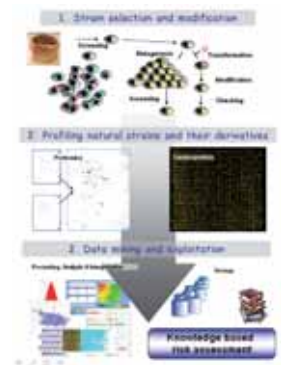 1. Strain selection and modification
Screening
Mutagenesis
Transformation
Modification
Screening
Checking
2. Profiling natural strains and their derivatives
Proteomics
3. Data mining and exploitation
Storage
Knowledge based
risk assessment